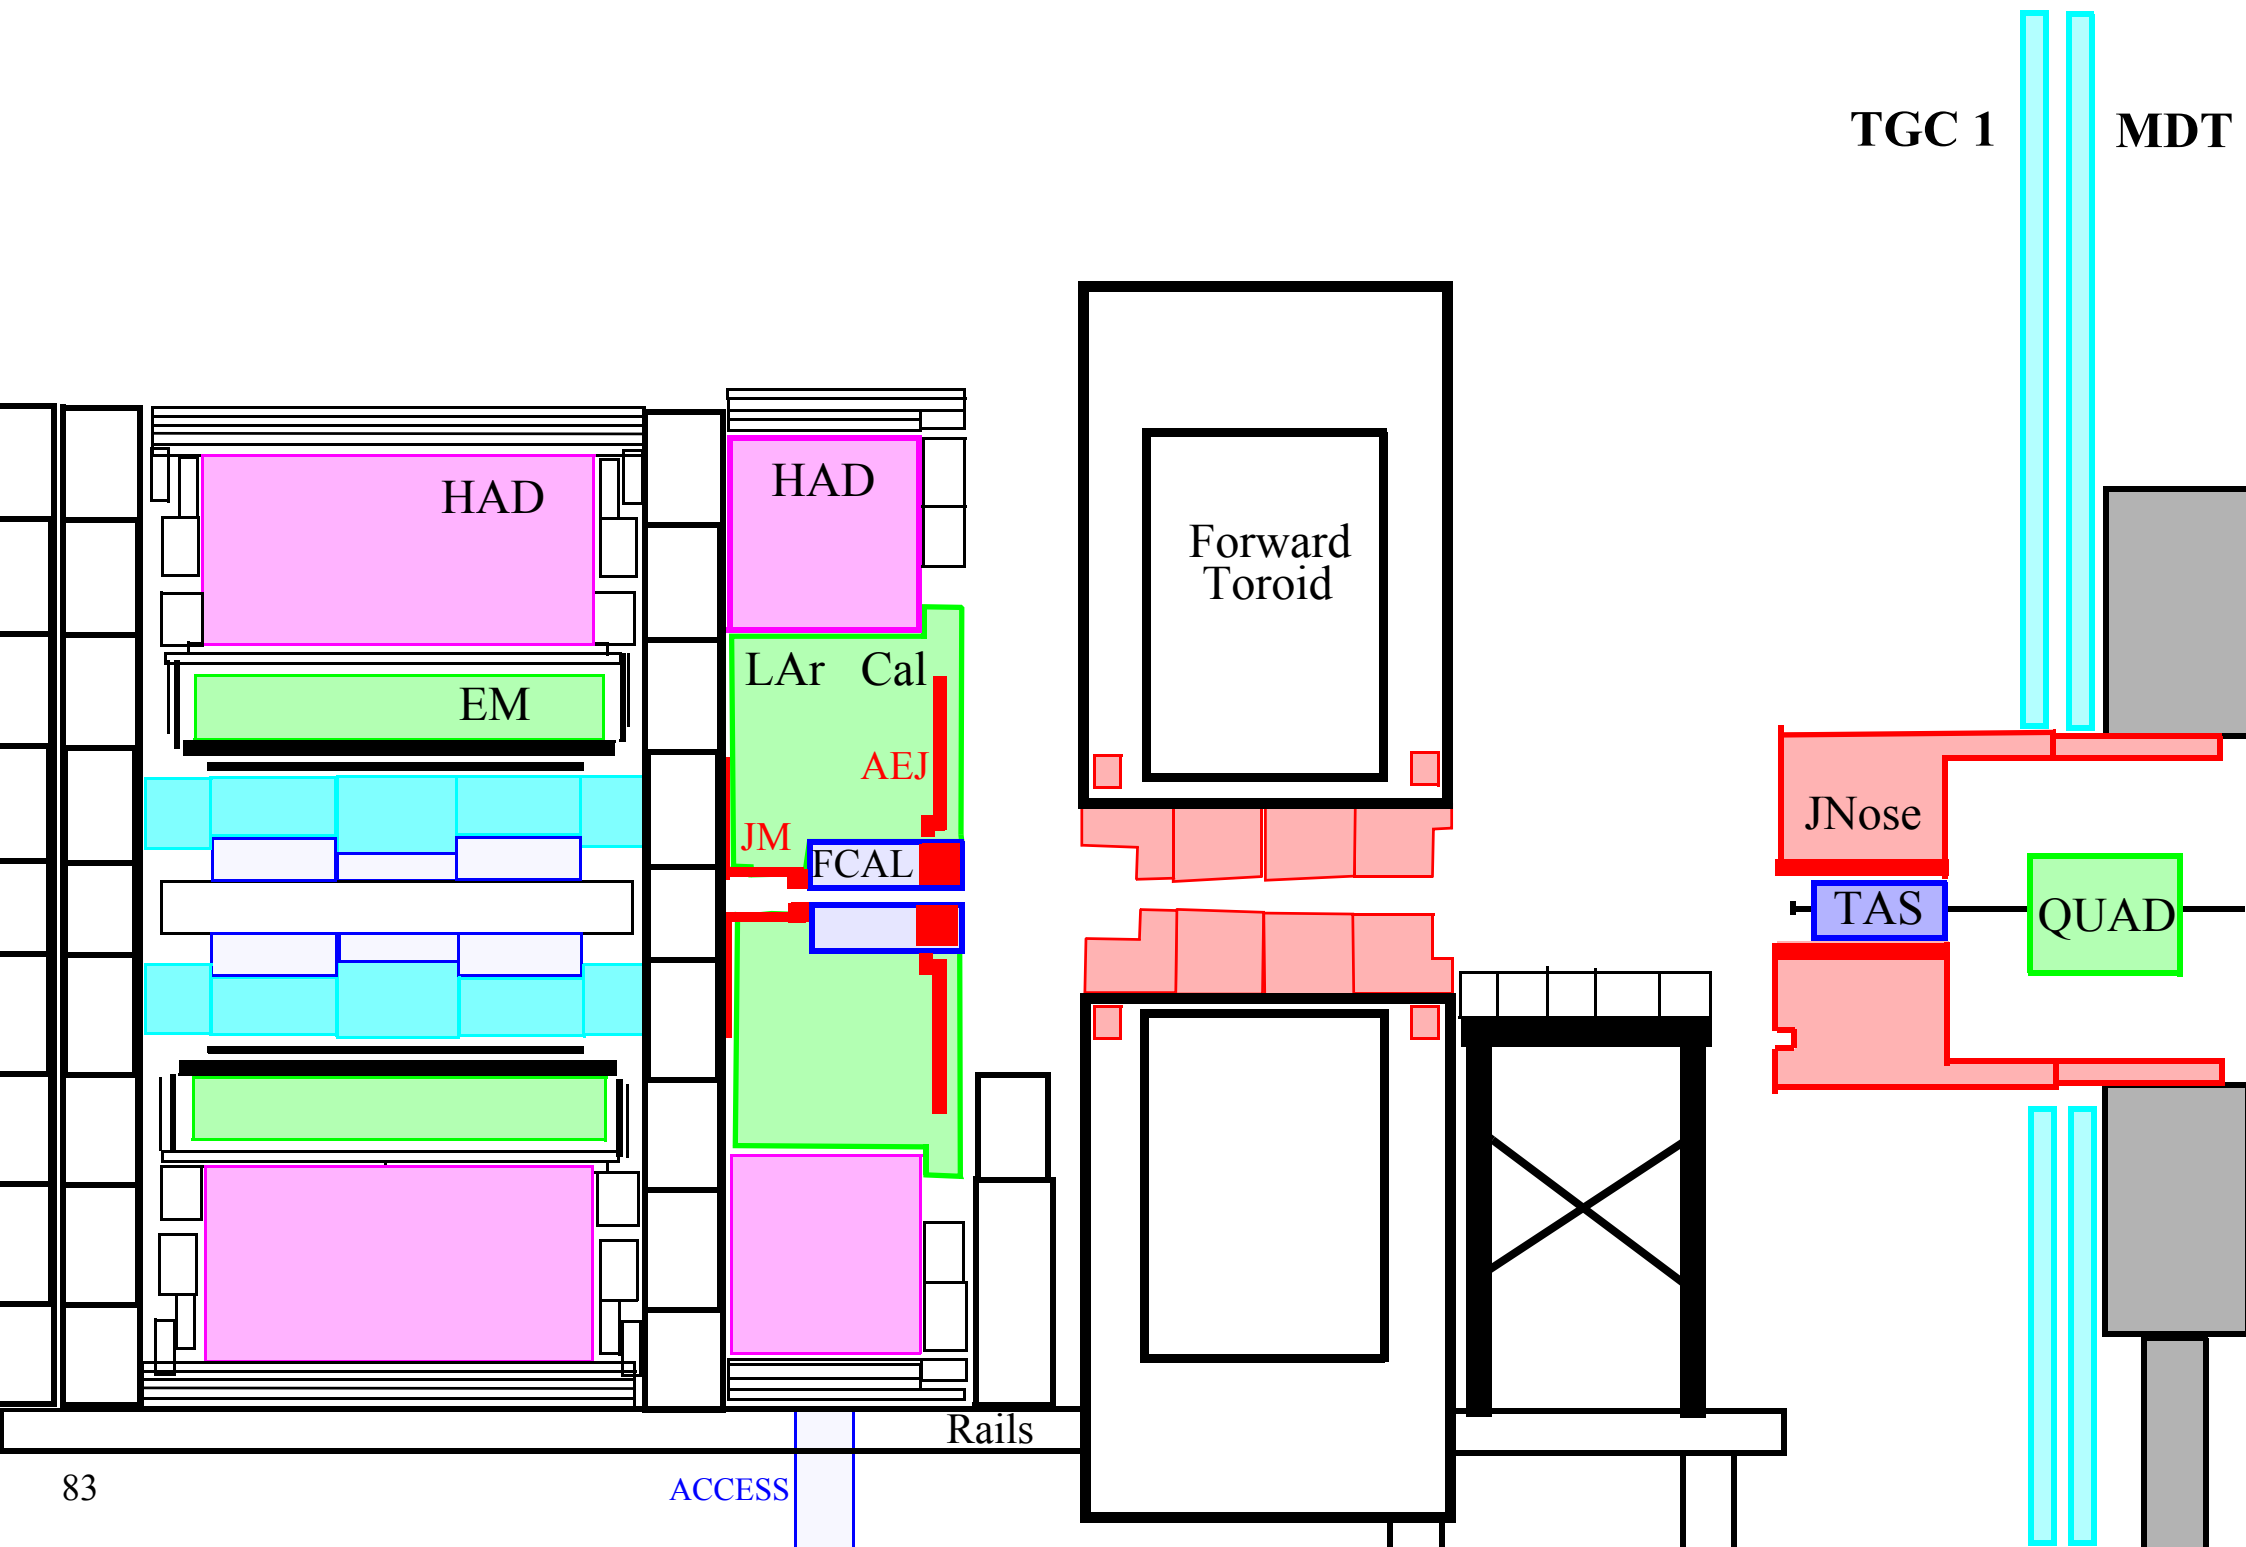 TGC 1
MDT
HAD
HAD
Forward
Toroid
LAr Cal
EM
AEJ
JM
FCAL
JNose
TAS
QUAD
Rails
ACCESS
83